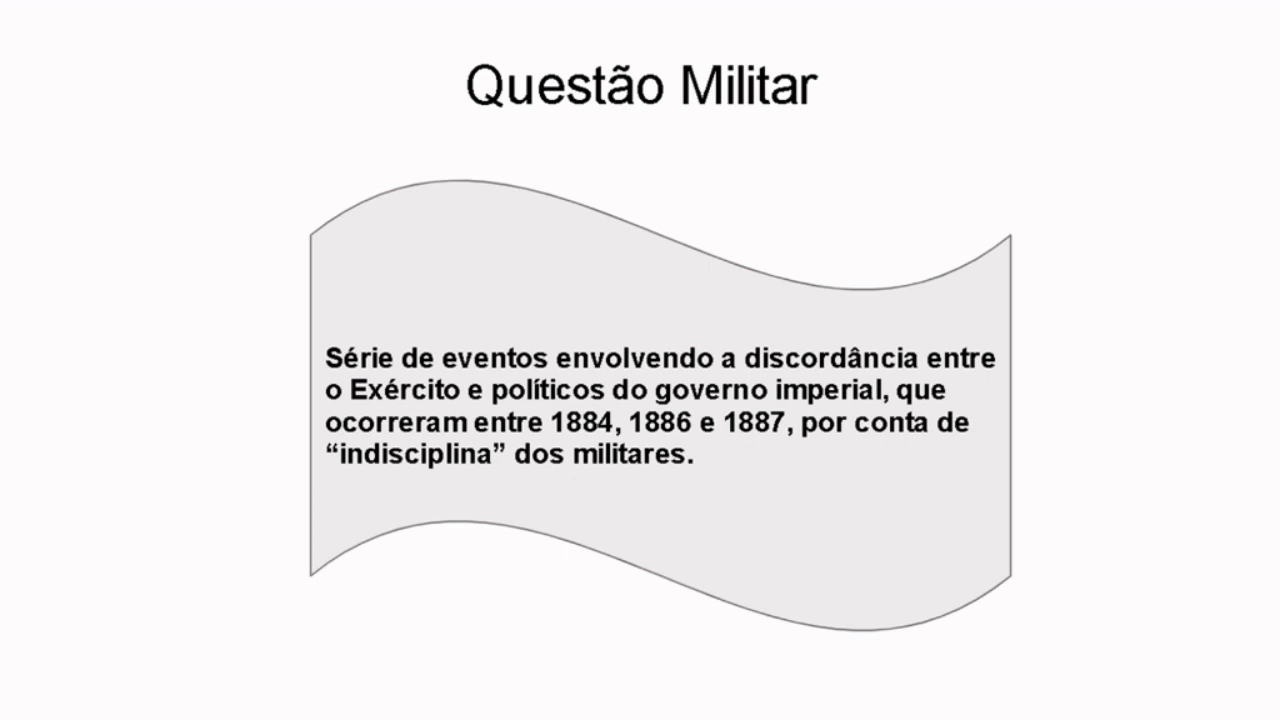 Questão Militar
Série de eventos envolvendo a discordância entre
o Exército e políticos do governo imperial, que
ocorreram entre 1884, 1886 e 1887, por conta de
“indisciplina” dos militares.